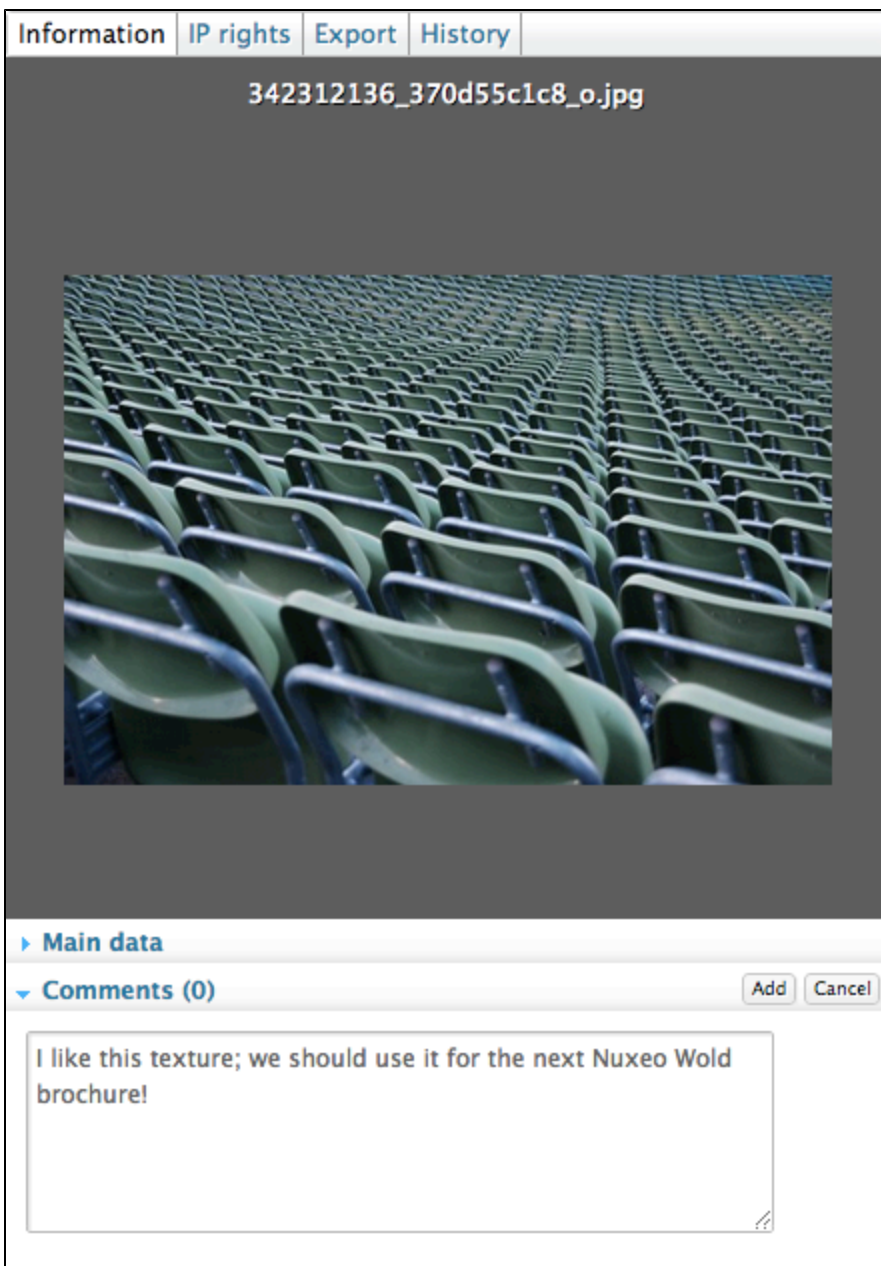 Information IP rights Export History
342312136_370d55c1c8_o.jpg
Main data
Comments (0) Add Cancel
I like this texture; we should use it for the next Nuxeo Wold
brochure!